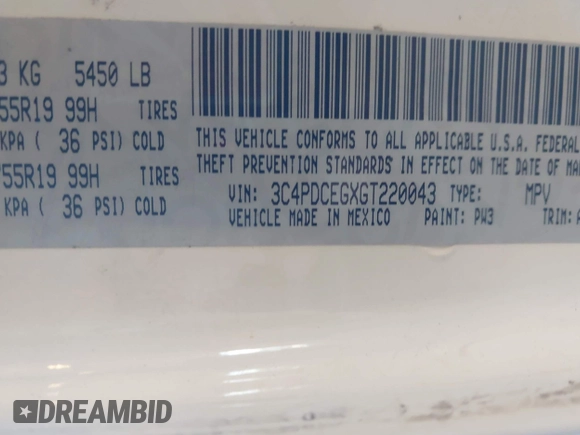 3 KG 5450 LB
55R19 99H TIRES
KPA ( 36 PSI) COLD
55R19 99H TIRES
KPA ( 36 PSI) COLD
THIS VEHICLE CONFORMS TO ALL APPLICABLE U.S.A. FEDERAL
THEFT PREVENTION STANDARDS IN EFFECT ON THE DATE OF MA
VIN: 3C4PDCEGXGT220043 TYPE: MPV
VEHICLE MADE IN MEXICO PAINT: PW3 TRIM: A
DREAMBID